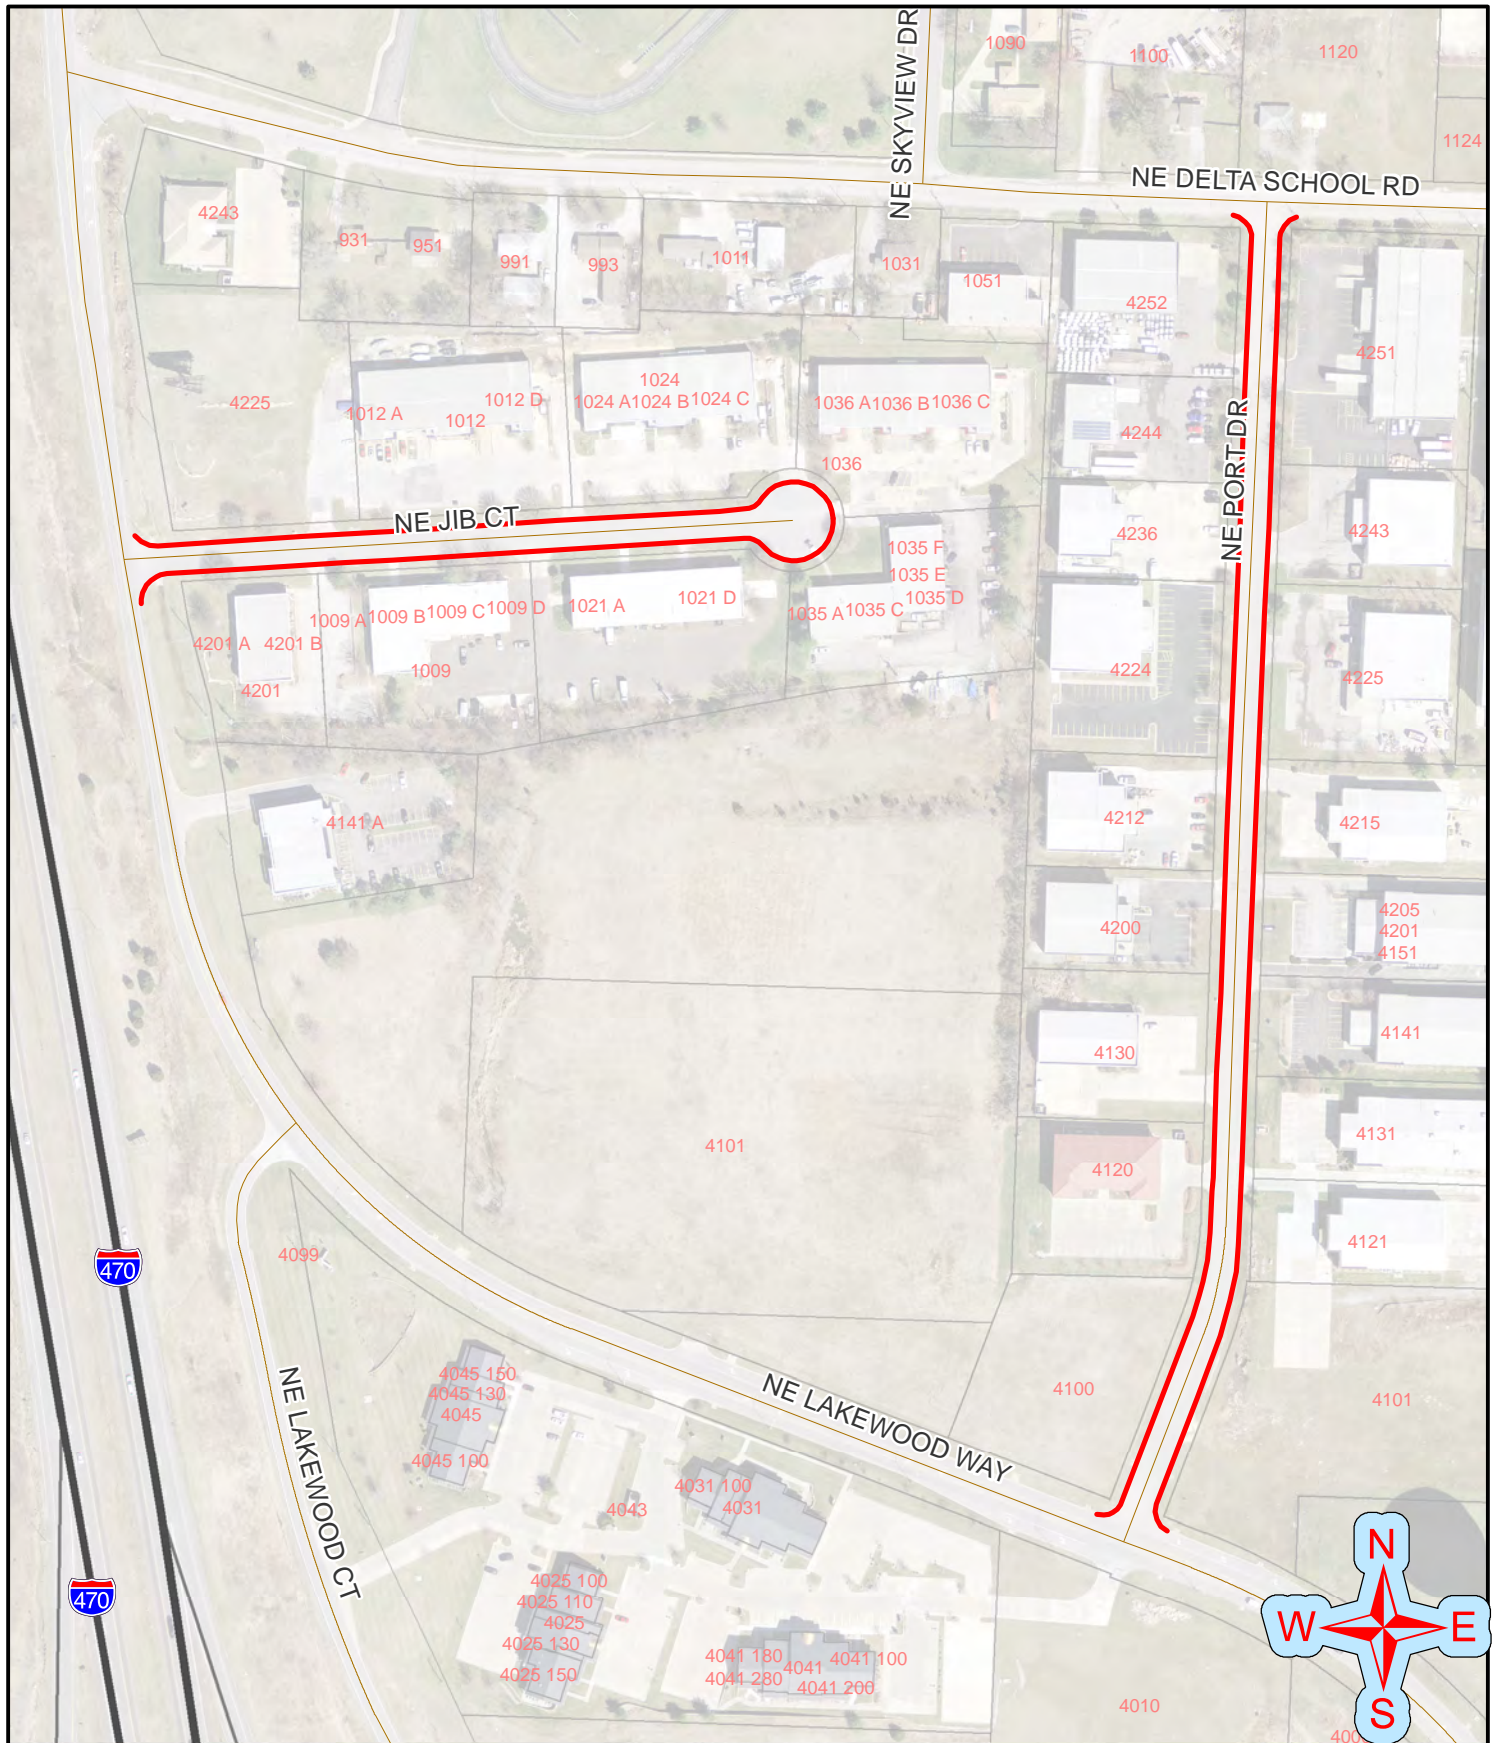 NE SKYVIEW DR
1090
1100
1120
1124
NE DELTA SCHOOL RD
4243
931
951
991
993
1011
1031
1051
4252
4251
4225
1012 A
1012 D
1012
1024
1024 A
1024 B
1024 C
1036 A
1036 B
1036 C
1036
4244
NE PORT DR
NE JIB CT
4236
4243
1035 F
1035 E
1035 D
1035 A
1035 C
1009 A
1009 B
1009 C
1009 D
1009
1021 A
1021 D
4201 A
4201 B
4201
4224
4225
4141 A
4212
4215
4200
4205
4201
4151
4130
4141
4101
4120
4131
4121
4099
470
4045 150
4045 130
4045
4045 100
NE LAKEWOOD CT
NE LAKEWOOD WAY
4100
4101
4031 100
4031
4043
470
4025 100
4025 110
4025
4025 130
4025 150
4041 180
4041 280
4041
4041 100
4041 200
4010
N
W
E
S